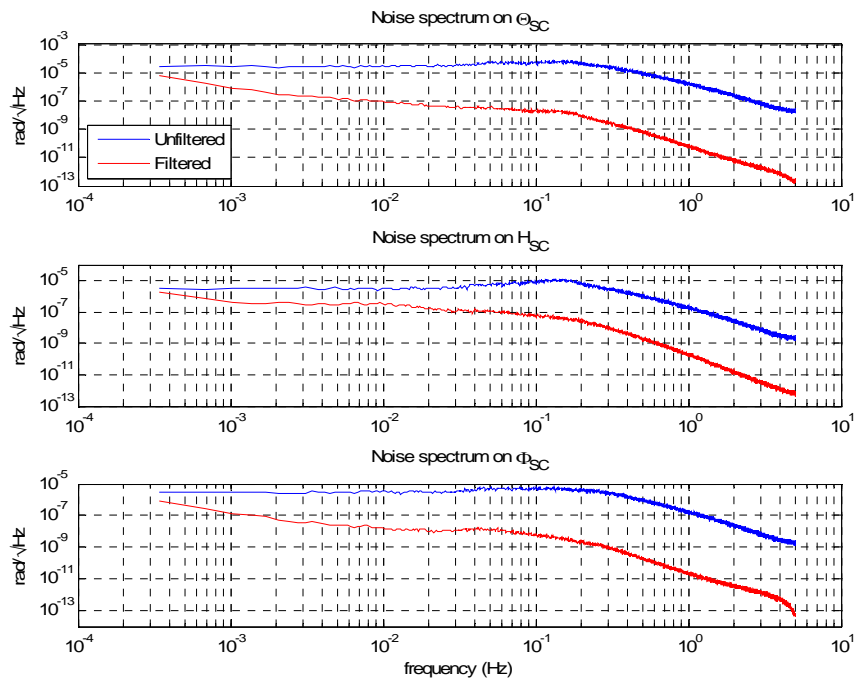 Noise spectrum on Θ_SC
10^-3
10^-5
10^-7
10^-9
10^-11
10^-13
rad/√Hz
Unfiltered
Filtered
10^-4 10^-3 10^-2 10^-1 10^0 10^1
Noise spectrum on H_SC
10^-5
10^-7
10^-9
10^-11
10^-13
rad/√Hz
10^-4 10^-3 10^-2 10^-1 10^0 10^1
Noise spectrum on Φ_SC
10^-5
10^-7
10^-9
10^-11
10^-13
rad/√Hz
10^-4 10^-3 10^-2 10^-1 10^0 10^1
frequency (Hz)